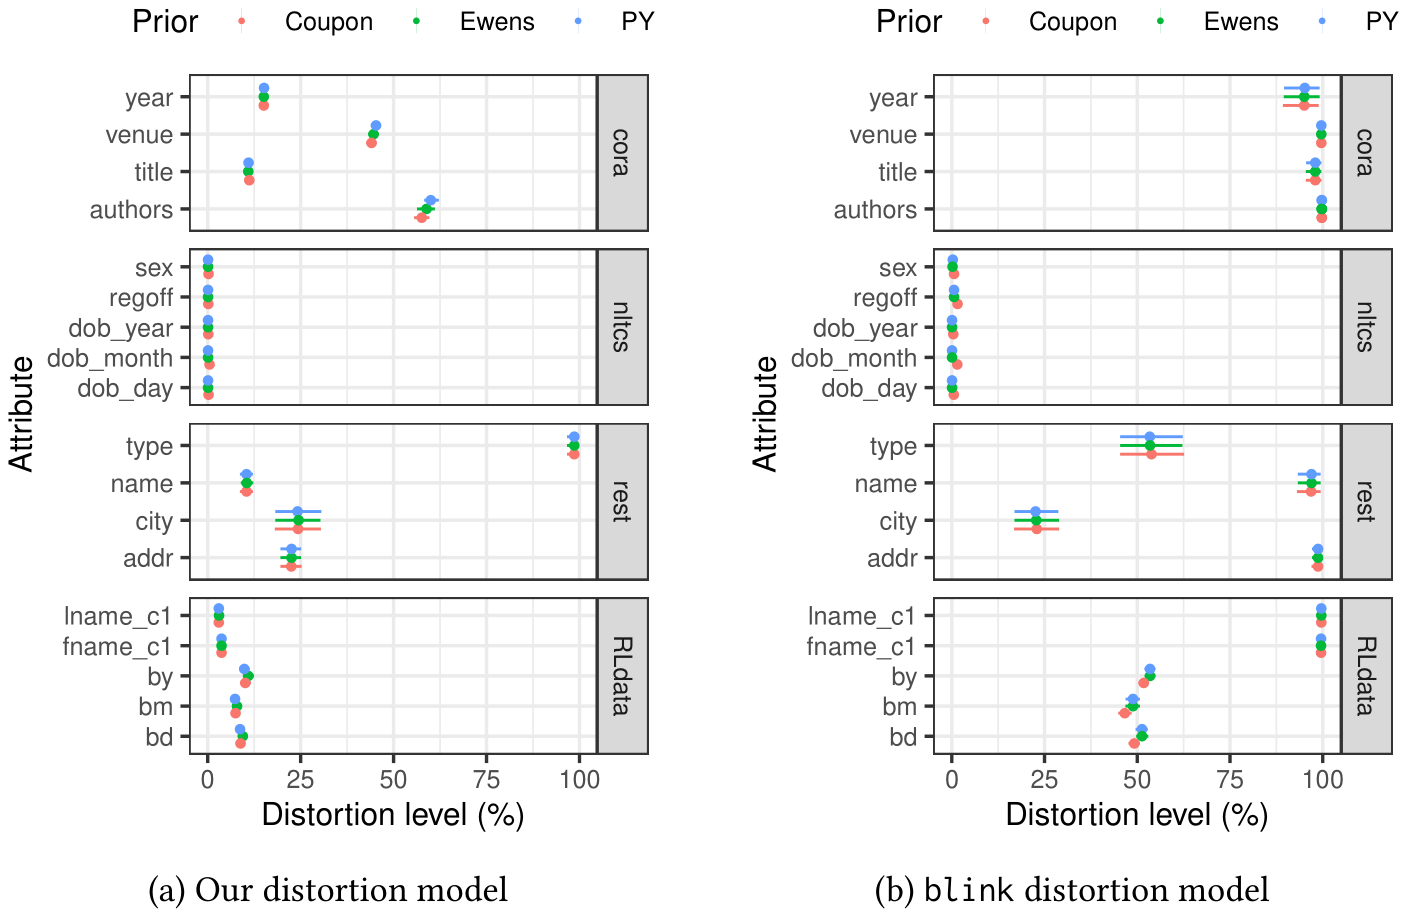 Prior Coupon Ewens PY
year
venue
title
authors
cora
sex
regoff
dob_year
dob_month
dob_day
nltcs
type
name
city
addr
rest
lname_c1
fname_c1
by
bm
bd
RLdata
Attribute
0 25 50 75 100
Distortion level (%)
(a) Our distortion model
Prior Coupon Ewens PY
year
venue
title
authors
cora
sex
regoff
dob_year
dob_month
dob_day
nltcs
type
name
city
addr
rest
lname_c1
fname_c1
by
bm
bd
RLdata
Attribute
0 25 50 75 100
Distortion level (%)
(b) blink distortion model